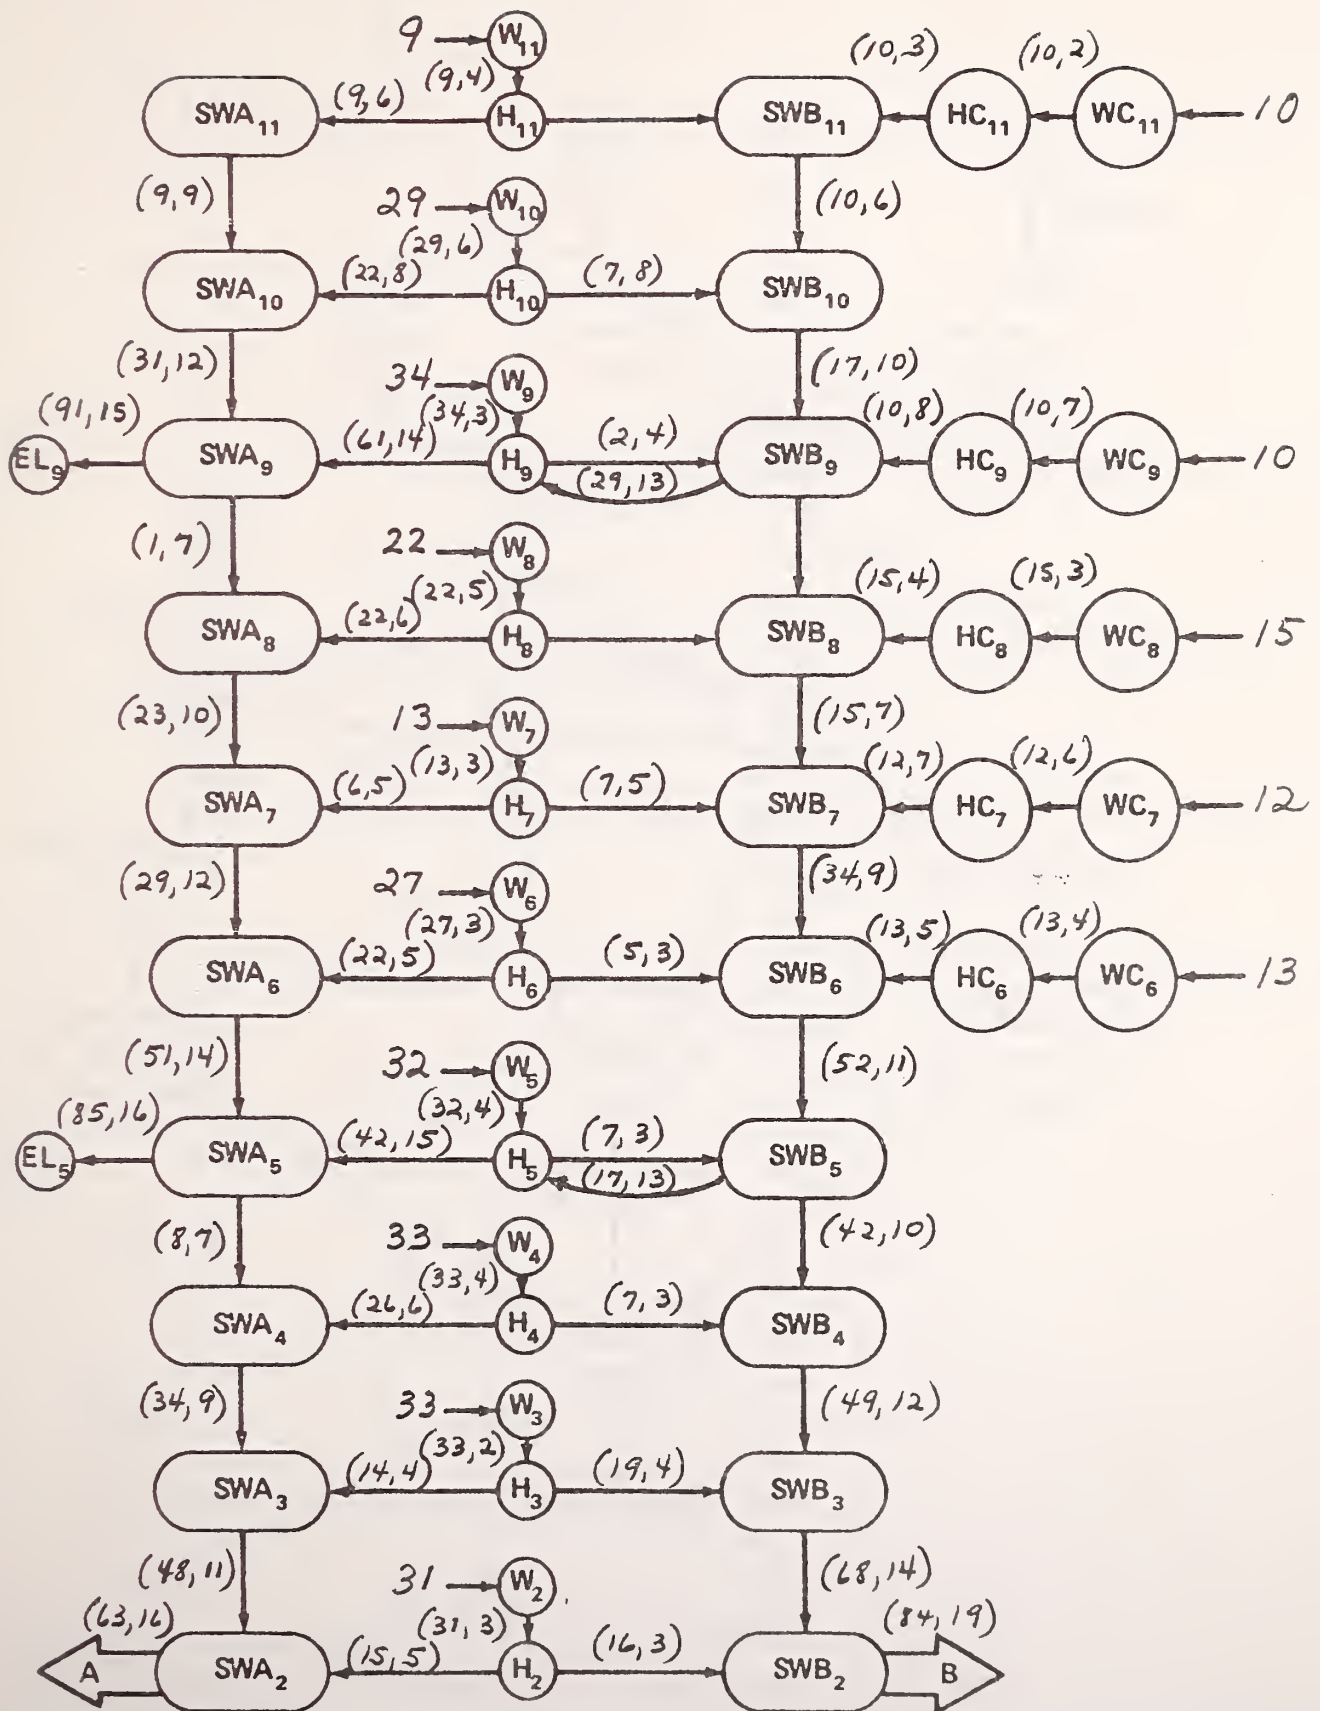 9 W11
(10,3) (10,2)
(9,6) (9,4)
SWA11 H11 SWB11 HC11 WC11 10
(9,9) 29 W10 (10,6)
(22,8) (29,6) (7,8)
SWA10 H10 SWB10
(31,12) 34 W9 (17,10)
(91,15) (61,14) (34,3) (2,4) (10,8) (10,7)
EL9 SWA9 H9 (29,13) SWB9 HC9 WC9 10
(1,7) 22 W8
(22,6) (22,5) (15,4) (15,3)
SWA8 H8 SWB8 HC8 WC8 15
(23,10) 13 W7 (15,7)
(6,5) (13,3) (7,5) (12,7) (12,6)
SWA7 H7 SWB7 HC7 WC7 12
(29,12) 27 W6 (34,9)
(22,5) (27,3) (5,3) (13,5) (13,4)
SWA6 H6 SWB6 HC6 WC6 13
(51,14) 32 W5 (52,11)
(85,16) (42,15) (32,4) (7,3)
EL5 SWA5 H5 (17,13) SWB5
(8,7) 33 W4 (42,10)
(26,6) (33,4) (7,3)
SWA4 H4 SWB4
(34,9) 33 W3 (49,12)
(14,4) (33,2) (19,4)
SWA3 H3 SWB3
(48,11) 31 W2 (68,14)
(63,16) (15,5) (31,3) (16,3) (84,19)
A SWA2 H2 SWB2 B